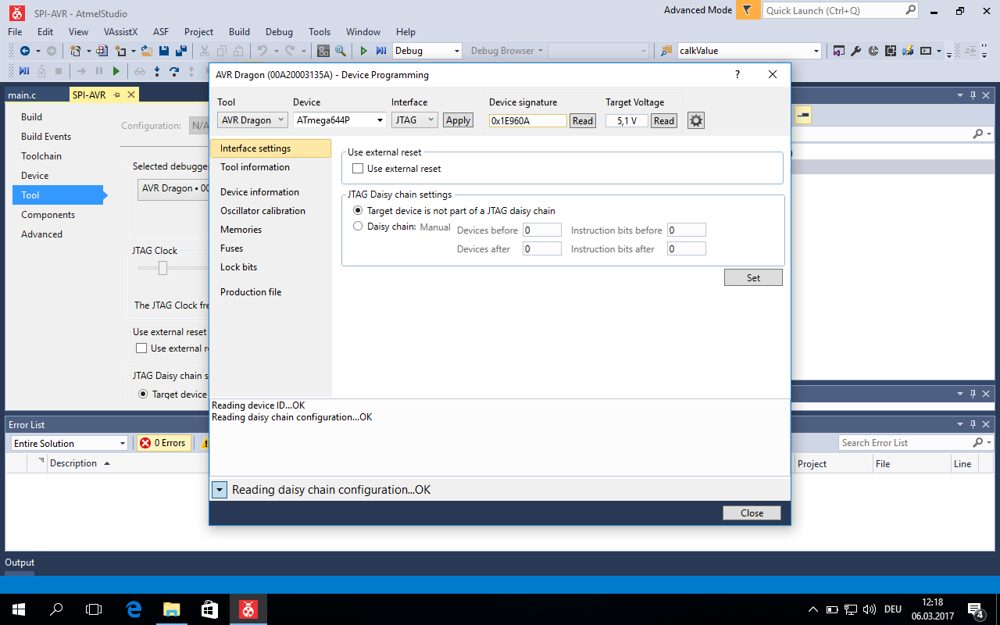 SPI-AVR - AtmelStudio
Advanced Mode
Quick Launch (Ctrl+Q)
File Edit View VAssistX ASF Project Build Debug Tools Window Help
Debug
Debug Browser
calkValue
main.c
SPI-AVR
Build
Build Events
Toolchain
Device
Tool
Components
Advanced
Configuration: N/A
Selected debugger
AVR Dragon • 00
JTAG Clock
The JTAG Clock fre
Use external reset
Use external re
JTAG Daisy chain s
Target device
AVR Dragon (00A20003135A) - Device Programming
?
Tool Device Interface Device signature Target Voltage
AVR Dragon ATmega644P JTAG Apply 0x1E960A Read 5,1 V Read
Interface settings
Tool information
Device information
Oscillator calibration
Memories
Fuses
Lock bits
Production file
Use external reset
Use external reset
JTAG Daisy chain settings
Target device is not part of a JTAG daisy chain
Daisy chain: Manual Devices before 0 Instruction bits before 0
Devices after 0 Instruction bits after 0
Set
Reading device ID...OK
Reading daisy chain configuration...OK
Reading daisy chain configuration...OK
Close
Error List
Entire Solution
0 Errors
Search Error List
Description
Project File Line
Output
DEU
12:18
06.03.2017
4